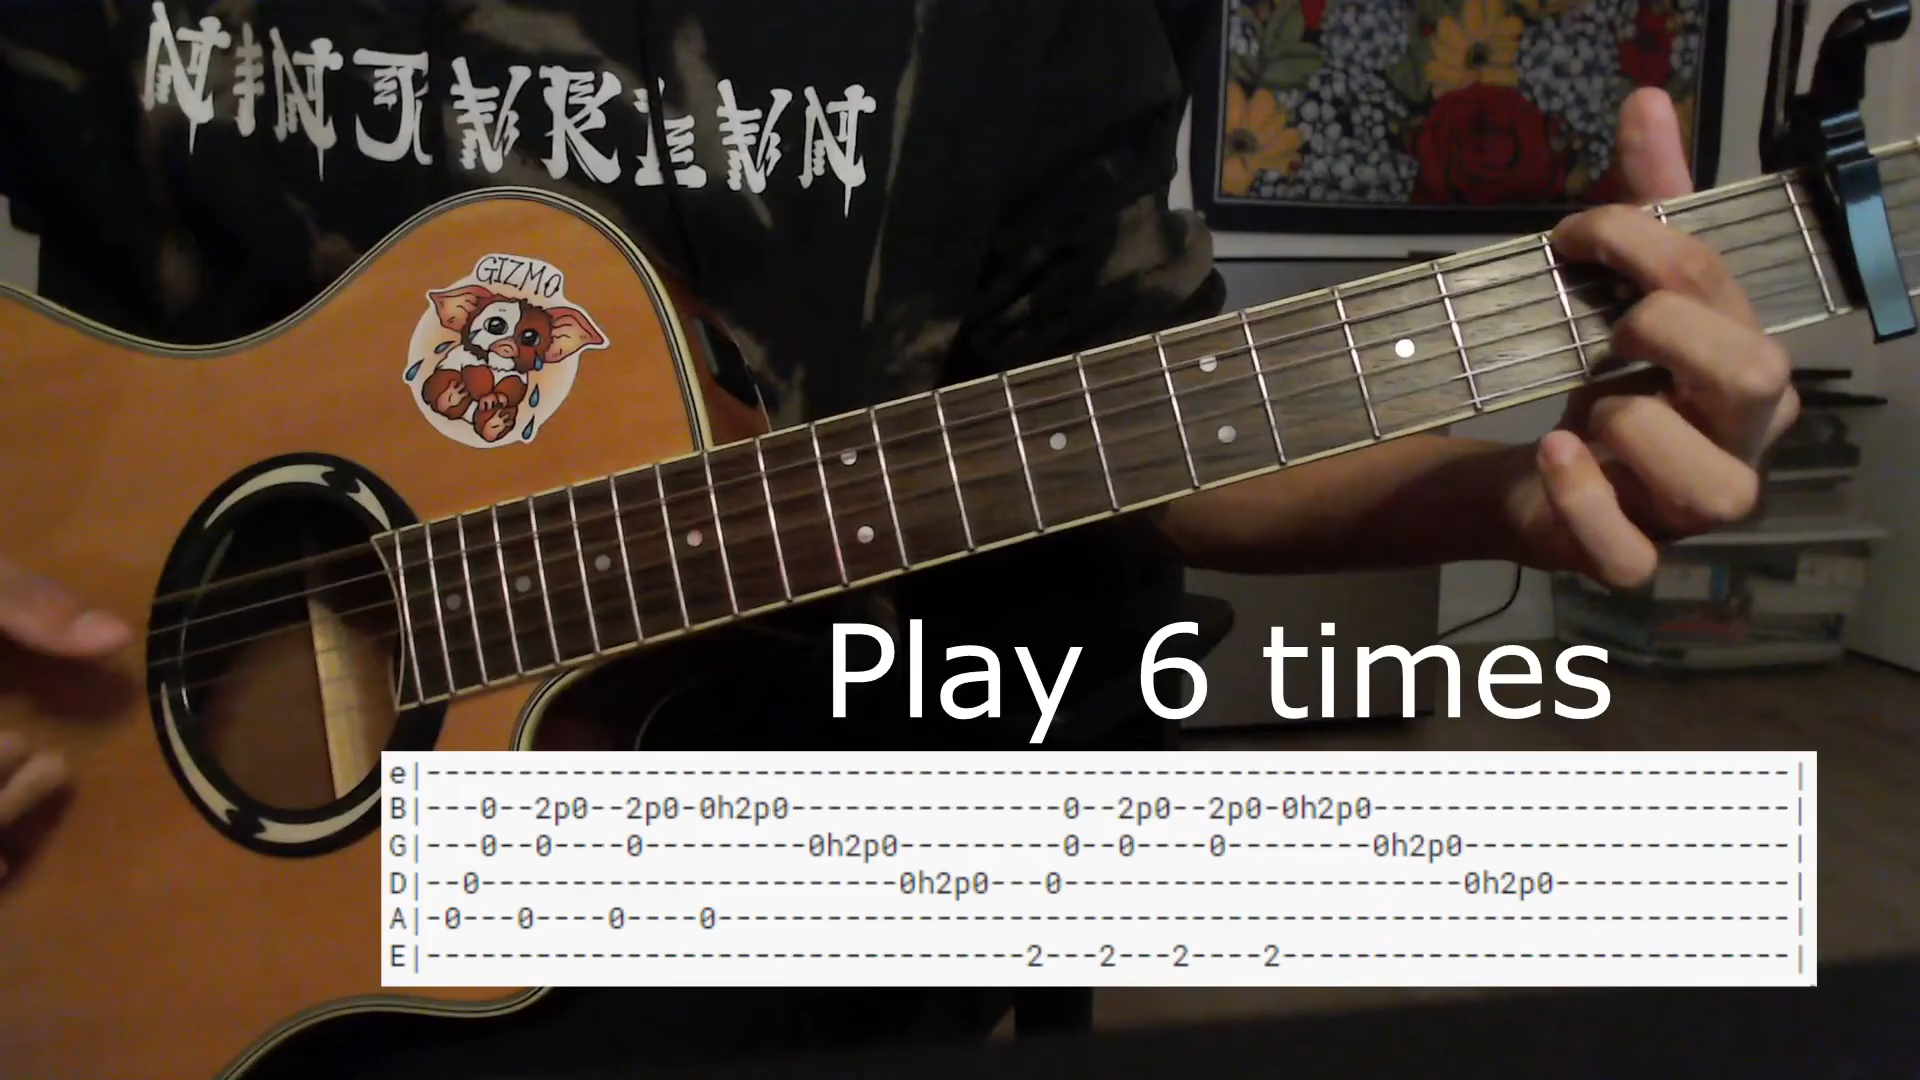 GIZMO
Play 6 times
e|---------------------------------------------------------------------------|
B|---0--2p0--2p0-0h2p0---------------0--2p0--2p0-0h2p0-----------------------|
G|---0--0----0---------0h2p0---------0--0----0--------0h2p0------------------|
D|--0-----------------------0h2p0---0----------------------0h2p0-------------|
A|-0---0----0----0-----------------------------------------------------------|
E|---------------------------------2---2---2----2----------------------------|